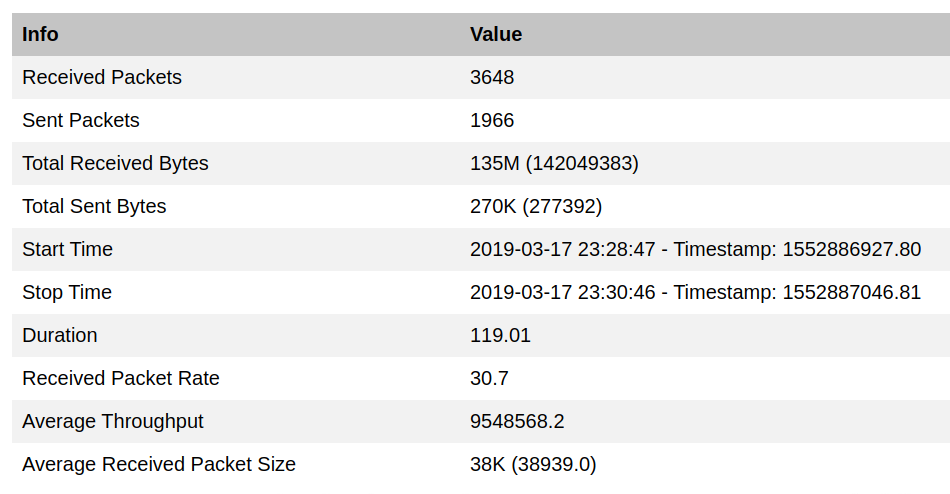 Info Value
Received Packets 3648
Sent Packets 1966
Total Received Bytes 135M (142049383)
Total Sent Bytes 270K (277392)
Start Time 2019-03-17 23:28:47 - Timestamp: 1552886927.80
Stop Time 2019-03-17 23:30:46 - Timestamp: 1552887046.81
Duration 119.01
Received Packet Rate 30.7
Average Throughput 9548568.2
Average Received Packet Size 38K (38939.0)